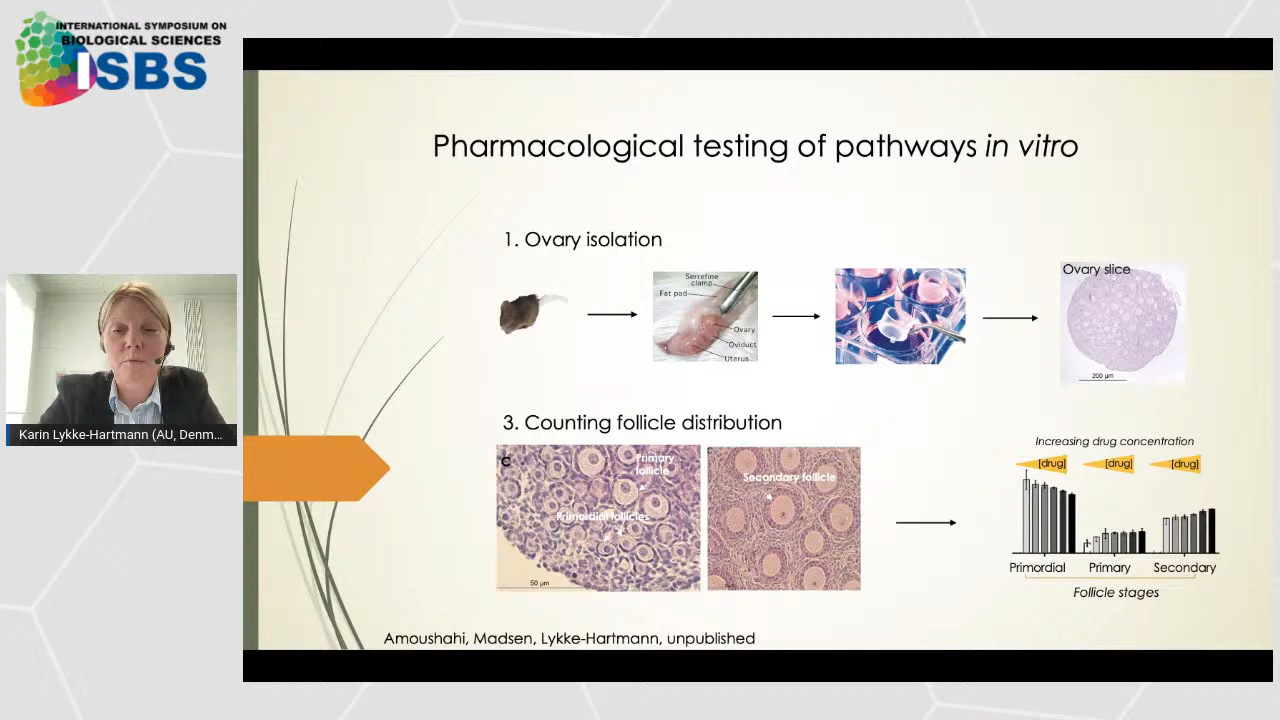 INTERNATIONAL SYMPOSIUM ON
BIOLOGICAL SCIENCES
ISBS
Pharmacological testing of pathways in vitro
1. Ovary isolation
Serrefine
clamp
Fat pad
Ovary
Oviduct
Uterus
Ovary slice
200 µm
Karin Lykke-Hartmann (AU, Denm...
3. Counting follicle distribution
C
Primary
follicle
Primordial follicles
50 µm
Secondary follicle
Increasing drug concentration
[drug] [drug] [drug]
Primordial Primary Secondary
Follicle stages
Amoushahi, Madsen, Lykke-Hartmann, unpublished